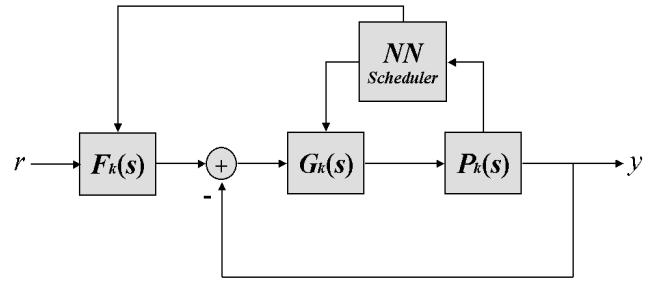 NN
Scheduler
r
Fk(s)
+
-
Gk(s)
Pk(s)
y